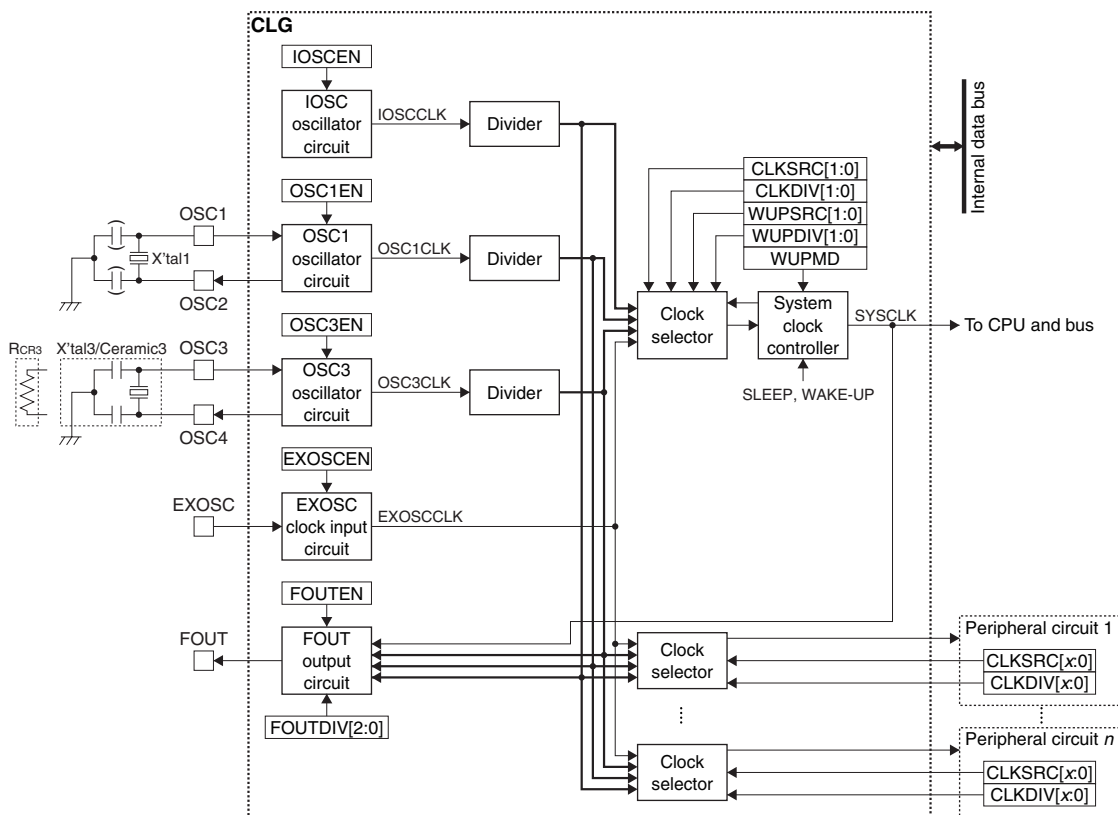 CLG
IOSCEN
IOSC
oscillator
circuit
IOSCCLK
Divider
Internal data bus
CLKSRC[1:0]
CLKDIV[1:0]
WUPSRC[1:0]
WUPDIV[1:0]
WUPMD
OSC1EN
OSC1
X'tal1
OSC2
OSC1
oscillator
circuit
OSC1CLK
Divider
Clock
selector
System
clock
controller
SYSCLK
To CPU and bus
SLEEP, WAKE-UP
OSC3EN
RCR3
X'tal3/Ceramic3
OSC3
OSC4
OSC3
oscillator
circuit
OSC3CLK
Divider
EXOSCEN
EXOSC
EXOSC
clock input
circuit
EXOSCCLK
FOUTEN
FOUT
FOUT
output
circuit
FOUTDIV[2:0]
Clock
selector
Peripheral circuit 1
CLKSRC[x:0]
CLKDIV[x:0]
Clock
selector
Peripheral circuit n
CLKSRC[x:0]
CLKDIV[x:0]